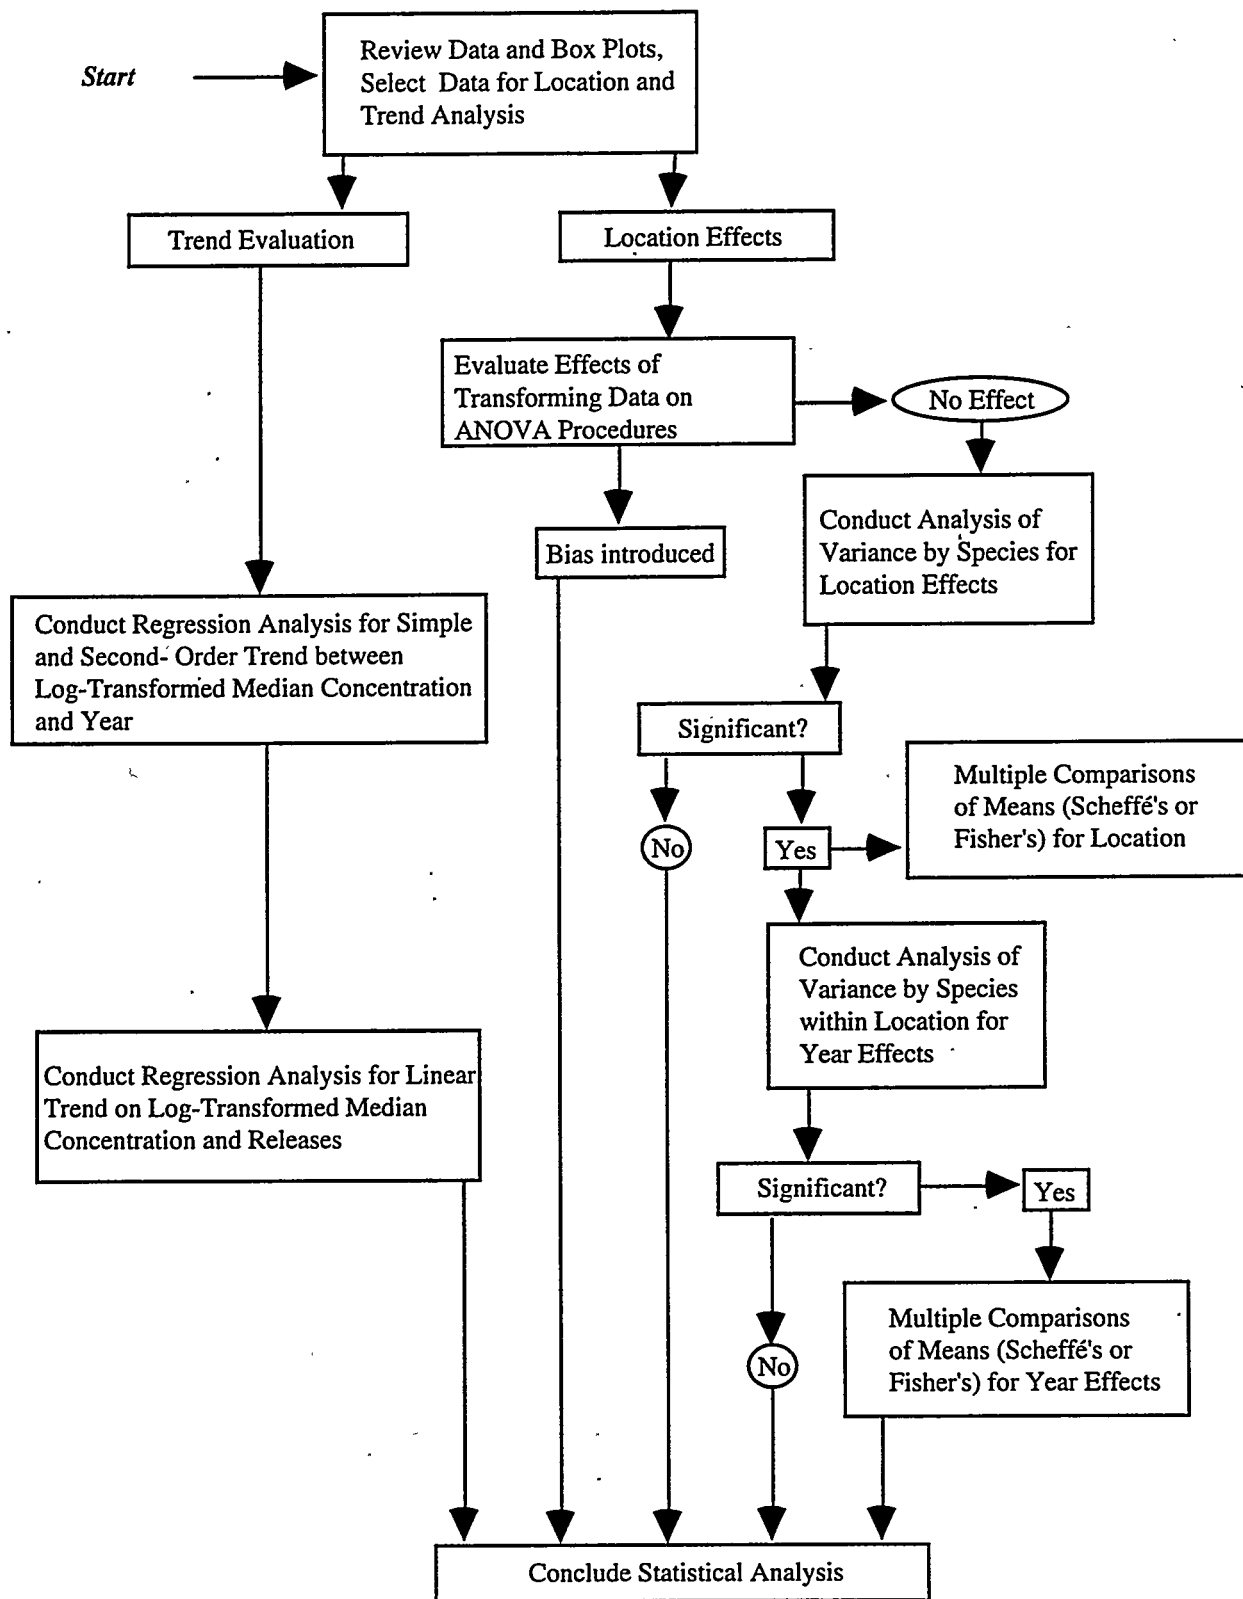 Start
Review Data and Box Plots,
Select Data for Location and
Trend Analysis
Trend Evaluation
Location Effects
Evaluate Effects of
Transforming Data on
ANOVA Procedures
No Effect
Bias introduced
Conduct Analysis of
Variance by Species for
Location Effects
Conduct Regression Analysis for Simple
and Second- Order Trend between
Log-Transformed Median Concentration
and Year
Significant?
Multiple Comparisons
of Means (Scheffé's or
Fisher's) for Location
No
Yes
Conduct Analysis of
Variance by Species
within Location for
Year Effects
Conduct Regression Analysis for Linear
Trend on Log-Transformed Median
Concentration and Releases
Significant?
Yes
Multiple Comparisons
of Means (Scheffé's or
Fisher's) for Year Effects
No
Conclude Statistical Analysis